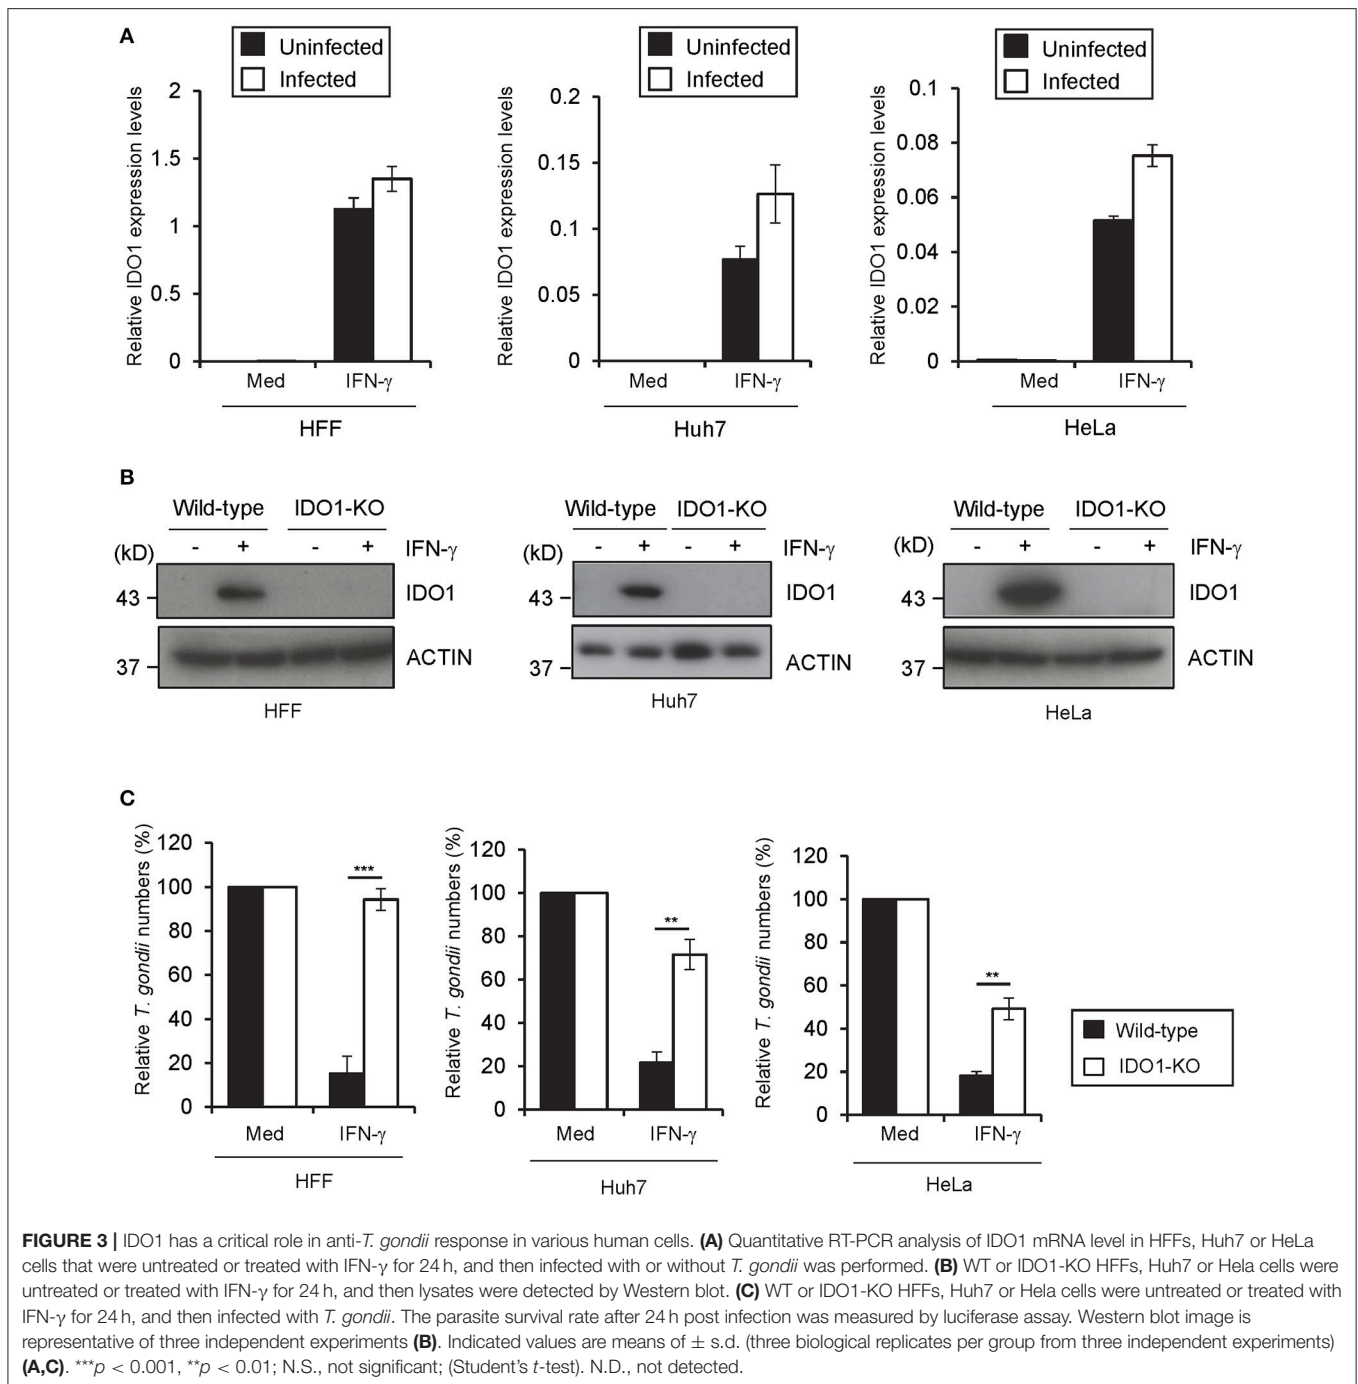 A
Uninfected
Infected
Relative IDO1 expression levels
2
1.5
1
0.5
0
Med IFN-γ
HFF
Uninfected
Infected
Relative IDO1 expression levels
0.2
0.15
0.1
0.05
0
Med IFN-γ
Huh7
Uninfected
Infected
Relative IDO1 expression levels
0.1
0.08
0.06
0.04
0.02
0
Med IFN-γ
HeLa
B
Wild-type IDO1-KO
(kD) - + - + IFN-γ
43 IDO1
37 ACTIN
HFF
Wild-type IDO1-KO
(kD) - + - + IFN-γ
43 IDO1
37 ACTIN
Huh7
Wild-type IDO1-KO
(kD) - + - + IFN-γ
43 IDO1
37 ACTIN
HeLa
C
Relative T. gondii numbers (%)
120
100
80
60
40
20
0
***
Med IFN-γ
HFF
Relative T. gondii numbers (%)
120
100
80
60
40
20
0
**
Med IFN-γ
Huh7
Relative T. gondii numbers (%)
120
100
80
60
40
20
0
**
Med IFN-γ
HeLa
Wild-type
IDO1-KO
FIGURE 3 | IDO1 has a critical role in anti-T. gondii response in various human cells. (A) Quantitative RT-PCR analysis of IDO1 mRNA level in HFFs, Huh7 or HeLa
cells that were untreated or treated with IFN-γ for 24 h, and then infected with or without T. gondii was performed. (B) WT or IDO1-KO HFFs, Huh7 or Hela cells were
untreated or treated with IFN-γ for 24 h, and then lysates were detected by Western blot. (C) WT or IDO1-KO HFFs, Huh7 or Hela cells were untreated or treated with
IFN-γ for 24 h, and then infected with T. gondii. The parasite survival rate after 24 h post infection was measured by luciferase assay. Western blot image is
representative of three independent experiments (B). Indicated values are means of ± s.d. (three biological replicates per group from three independent experiments)
(A,C). ***p < 0.001, **p < 0.01; N.S., not significant; (Student's t-test). N.D., not detected.